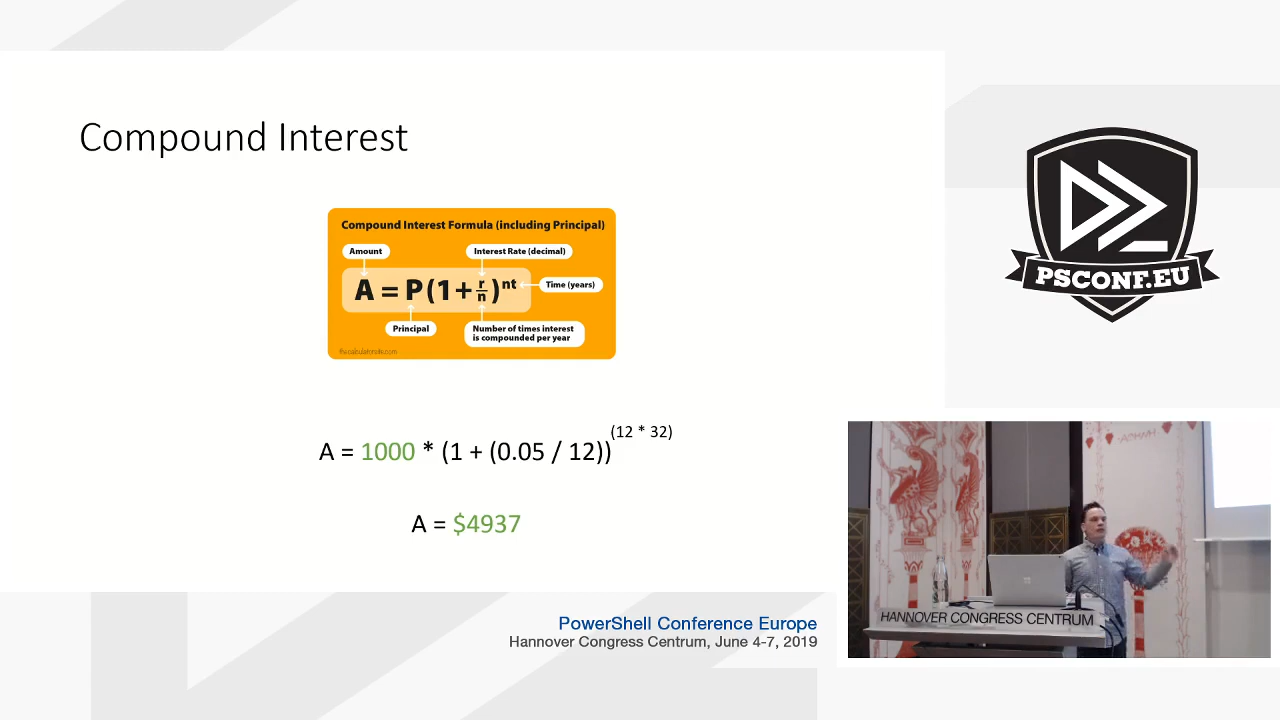 Compound Interest
Compound Interest Formula (including Principal)
Amount
Interest Rate (decimal)
A = P(1+r/n)^nt
Time (years)
Principal
Number of times interest
is compounded per year
(12 * 32)
A = 1000 * (1 + (0.05 / 12))
A = $4937
PSCONF.EU
HANNOVER CONGRESS CENTRUM
PowerShell Conference Europe
Hannover Congress Centrum, June 4-7, 2019